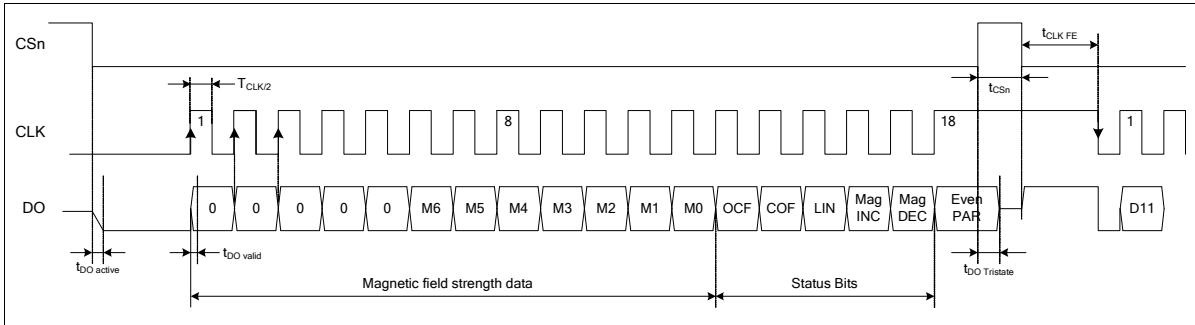 CSn
t_CLK FE
T_CLK/2
t_CSn
CLK 1 8 18 1
DO 0 0 0 0 0 M6 M5 M4 M3 M2 M1 M0 OCF COF LIN Mag INC Mag DEC Even PAR D11
t_DO active
t_DO valid
t_DO Tristate
Magnetic field strength data
Status Bits